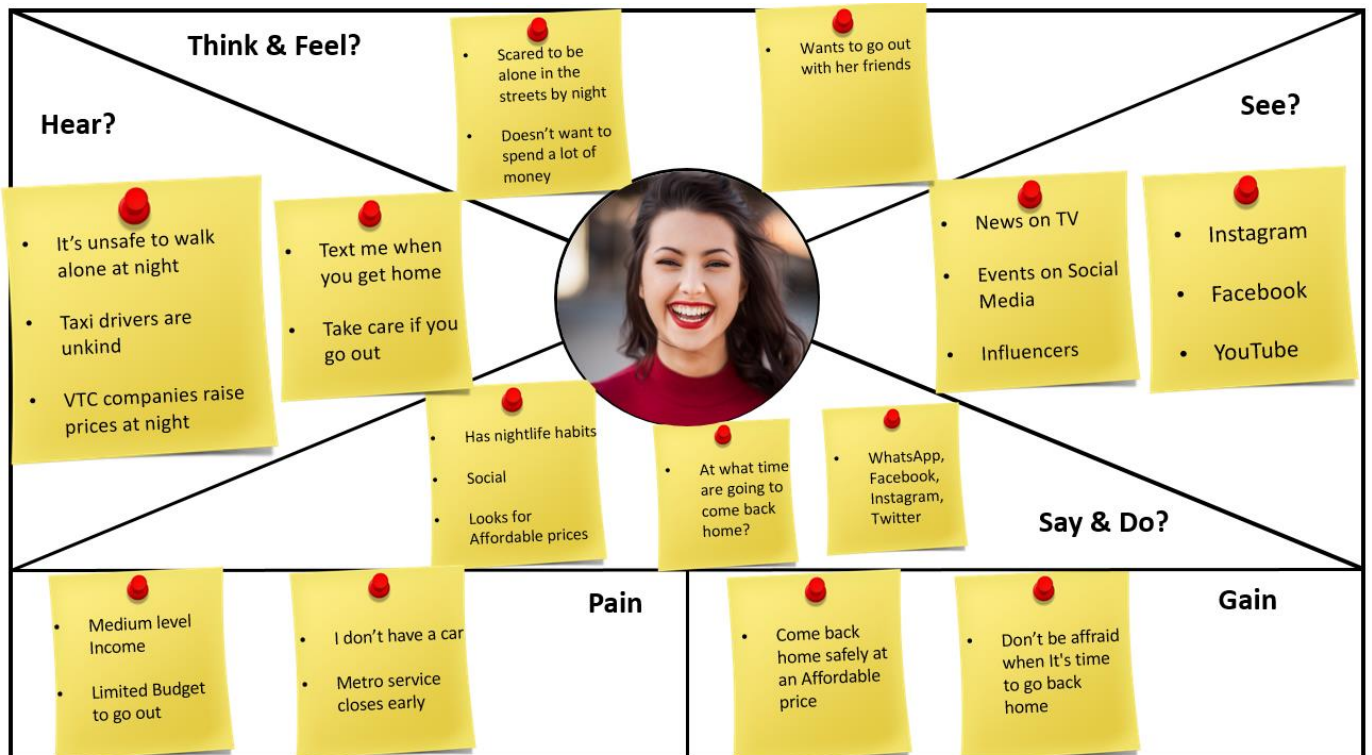 Think & Feel?
• Scared to be
alone in the
streets by night
• Doesn't want to
spend a lot of
money
• Wants to go out
with her friends
Hear?
• It's unsafe to walk
alone at night
• Taxi drivers are
unkind
• VTC companies raise
prices at night
• Text me when
you get home
• Take care if you
go out
See?
• News on TV
• Events on Social
Media
• Influencers
• Instagram
• Facebook
• YouTube
• Has nightlife habits
• Social
• Looks for
Affordable prices
• At what time
are going to
come back
home?
• WhatsApp,
Facebook,
Instagram,
Twitter
Say & Do?
• Medium level
Income
• Limited Budget
to go out
• I don't have a car
• Metro service
closes early
Pain
• Come back
home safely at
an Affordable
price
• Don't be affraid
when It's time
to go back
home
Gain